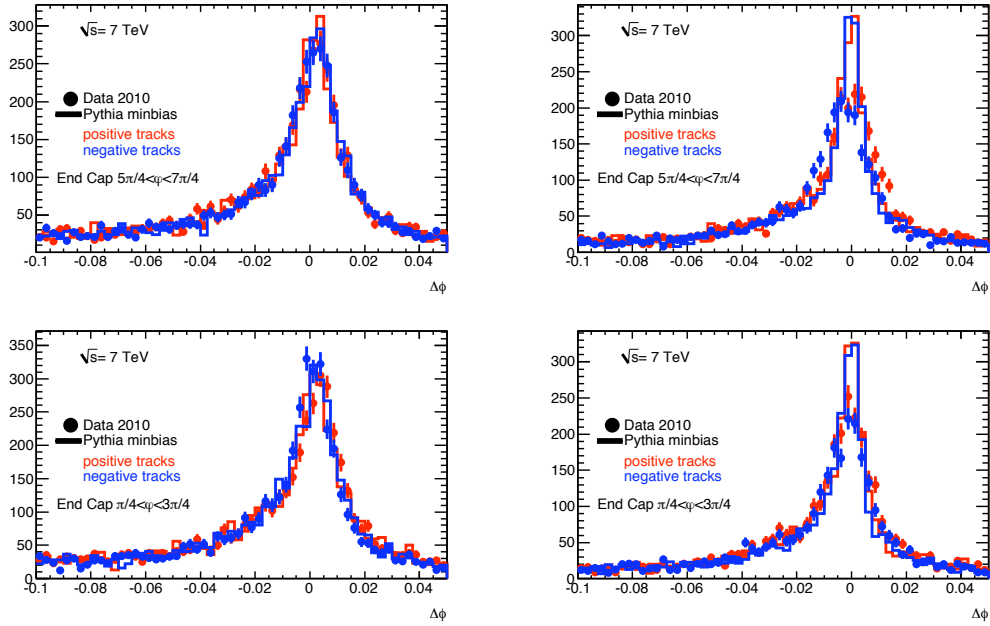 300
250
200
150
100
50
√s= 7 TeV
Data 2010
Pythia minbias
positive tracks
negative tracks
End Cap 5π/4<φ<7π/4
-0.1 -0.08 -0.06 -0.04 -0.02 0 0.02 0.04
Δϕ
300
250
200
150
100
50
0
√s= 7 TeV
Data 2010
Pythia minbias
positive tracks
negative tracks
End Cap 5π/4<φ<7π/4
-0.1 -0.08 -0.06 -0.04 -0.02 0 0.02 0.04
Δϕ
350
300
250
200
150
100
50
0
√s= 7 TeV
Data 2010
Pythia minbias
positive tracks
negative tracks
End Cap π/4<φ<3π/4
-0.1 -0.08 -0.06 -0.04 -0.02 0 0.02 0.04
Δϕ
300
250
200
150
100
50
0
√s= 7 TeV
Data 2010
Pythia minbias
positive tracks
negative tracks
End Cap π/4<φ<3π/4
-0.1 -0.08 -0.06 -0.04 -0.02 0 0.02 0.04
Δϕ